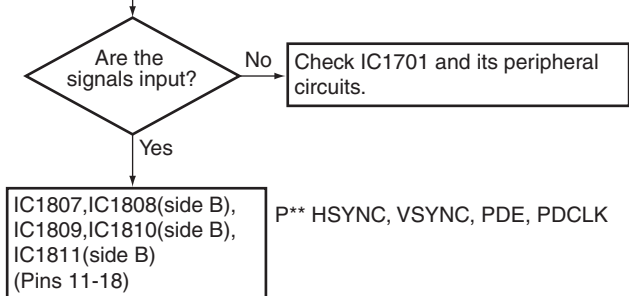 Are the
signals input?
No
Check IC1701 and its peripheral
circuits.
Yes
IC1807,IC1808(side B),
IC1809,IC1810(side B),
IC1811(side B)
(Pins 11-18)
P** HSYNC, VSYNC, PDE, PDCLK